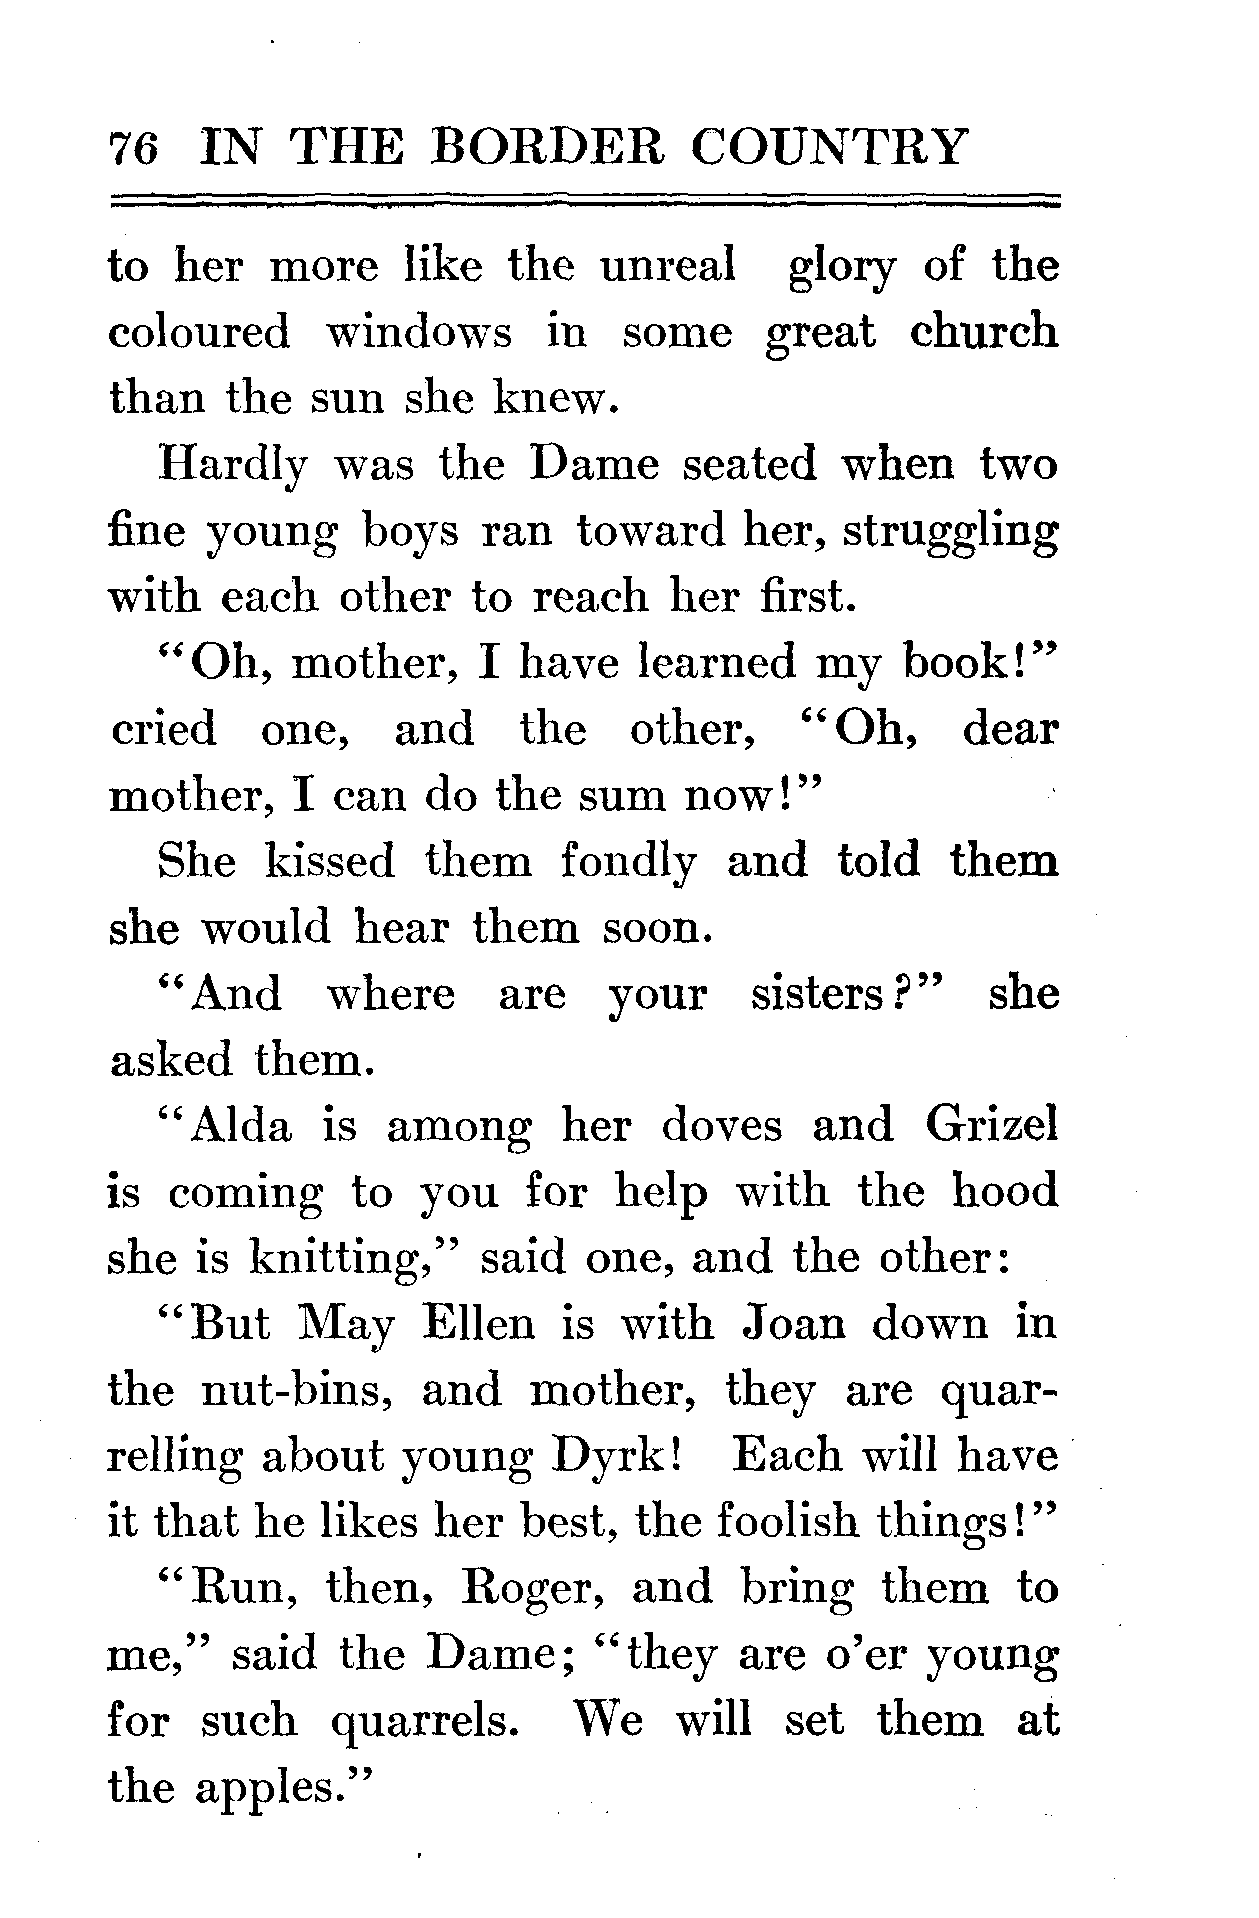 76 IN THE BORDER COUNTRY
to her more like the unreal glory of the
coloured windows in some great church
than the sun she knew.
Hardly was the Dame seated when two
fine young boys ran toward her, struggling
with each other to reach her first.
“Oh, mother, I have learned my book!”
cried one, and the other, “Oh, dear
mother, I can do the sum now!”
She kissed them fondly and told them
she would hear them soon.
“And where are your sisters?” she
asked them.
“Alda is among her doves and Grizel
is coming to you for help with the hood
she is knitting,” said one, and the other:
“But May Ellen is with Joan down in
the nut-bins, and mother, they are quar-
relling about young Dyrk! Each will have
it that he likes her best, the foolish things!”
“Run, then, Roger, and bring them to
me,” said the Dame; “they are o’er young
for such quarrels. We will set them at
the apples.”